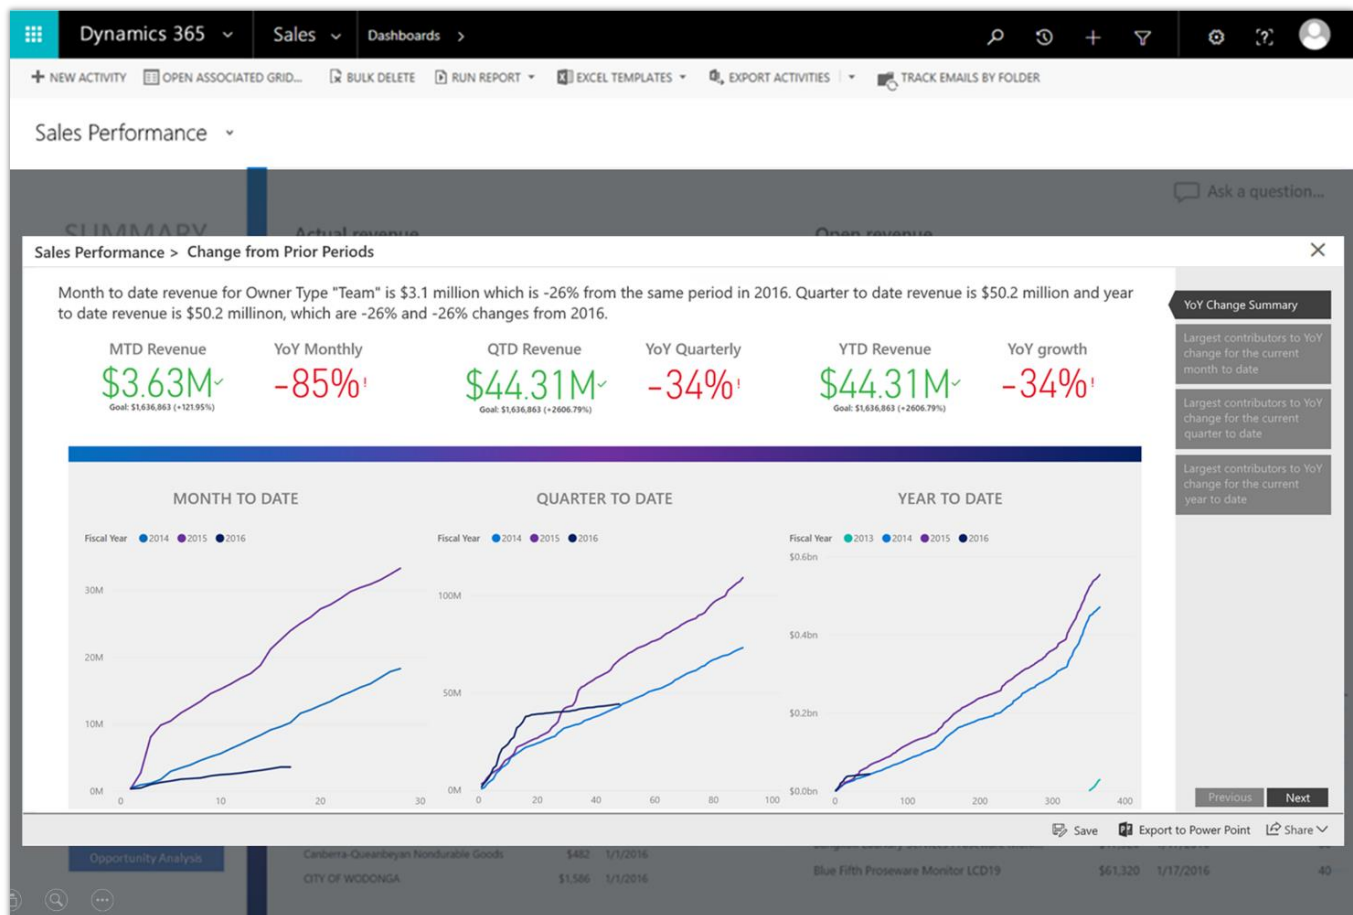 Dynamics 365 Sales Dashboards >
+ NEW ACTIVITY OPEN ASSOCIATED GRID... BULK DELETE RUN REPORT EXCEL TEMPLATES EXPORT ACTIVITIES TRACK EMAILS BY FOLDER
Sales Performance
Ask a question...
SUMMARY Actual revenue Open revenue
Sales Performance > Change from Prior Periods
Month to date revenue for Owner Type "Team" is $3.1 million which is -26% from the same period in 2016. Quarter to date revenue is $50.2 million and year
to date revenue is $50.2 millinon, which are -26% and -26% changes from 2016.
MTD Revenue YoY Monthly QTD Revenue YoY Quarterly YTD Revenue YoY growth
$3.63M -85%! $44.31M -34%! $44.31M -34%!
Goal: $1,636,863 (+121.95%) Goal: $1,636,863 (+2606.79%) Goal: $1,636,863 (+2606.79%)
YoY Change Summary
Largest contributors to YoY
change for the current
month to date
Largest contributors to YoY
change for the current
quarter to date
Largest contributors to YoY
change for the current
year to date
MONTH TO DATE
Fiscal Year 2014 2015 2016
30M
20M
10M
0M
0 10 20 30
QUARTER TO DATE
Fiscal Year 2014 2015 2016
100M
50M
0M
0 20 40 60 80 100
YEAR TO DATE
Fiscal Year 2013 2014 2015 2016
$0.6bn
$0.4bn
$0.2bn
$0.0bn
0 100 200 300 400
Previous Next
Save Export to Power Point Share
Opportunity Analysis
Canberra-Queanbeyan Nondurable Goods $482 1/1/2016
CITY OF WODONGA $1,586 1/1/2016
Blue Fifth Proseware Monitor LCD19 $61,320 1/17/2016 40